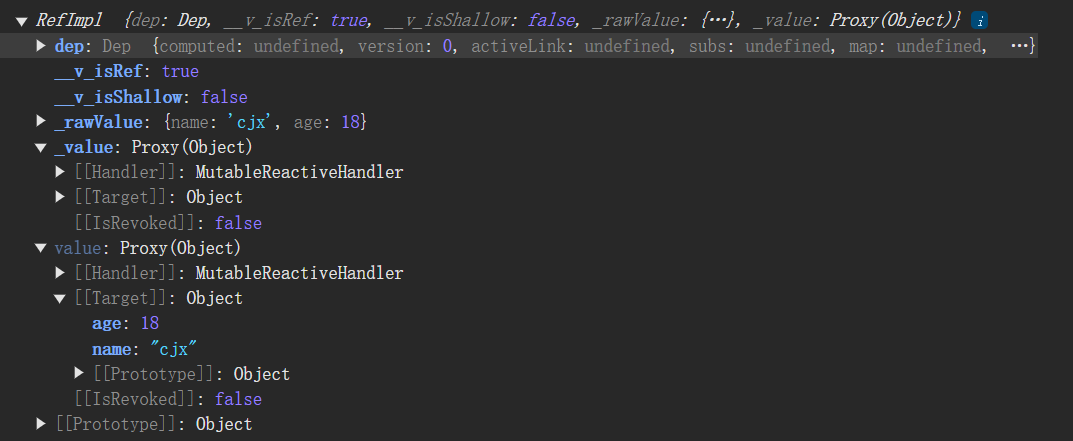 RefImpl {dep: Dep, __v_isRef: true, __v_isShallow: false, _rawValue: {…}, _value: Proxy(Object)} i
dep: Dep {computed: undefined, version: 0, activeLink: undefined, subs: undefined, map: undefined, …}
__v_isRef: true
__v_isShallow: false
_rawValue: {name: 'cjx', age: 18}
_value: Proxy(Object)
[[Handler]]: MutableReactiveHandler
[[Target]]: Object
[[IsRevoked]]: false
value: Proxy(Object)
[[Handler]]: MutableReactiveHandler
[[Target]]: Object
age: 18
name: "cjx"
[[Prototype]]: Object
[[IsRevoked]]: false
[[Prototype]]: Object